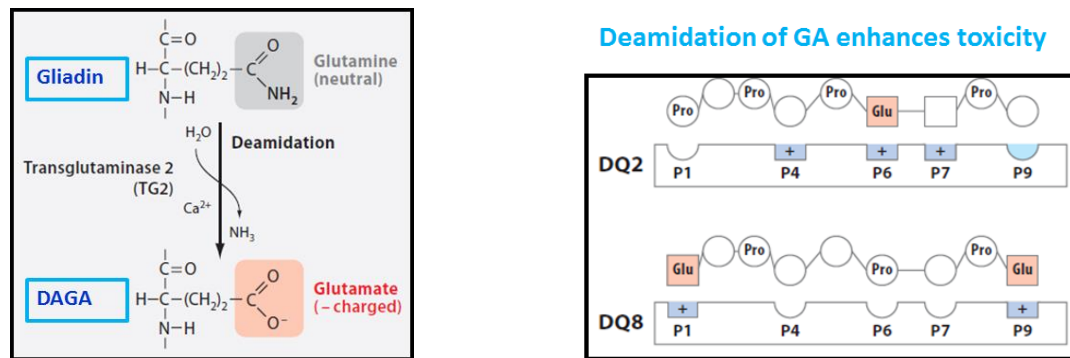 Gliadin
C=O
H–C–(CH₂)₂–C
N–H
O
NH₂
Glutamine
(neutral)
H₂O
Deamidation
Transglutaminase 2
(TG2)
Ca²⁺
NH₃
DAGA
C=O
H–C–(CH₂)₂–C
N–H
O
O⁻
Glutamate
(– charged)
Deamidation of GA enhances toxicity
Pro Pro Pro Glu Pro
DQ2
+ + +
P1 P4 P6 P7 P9
Glu Pro Pro Pro Glu
DQ8
+ +
P1 P4 P6 P7 P9